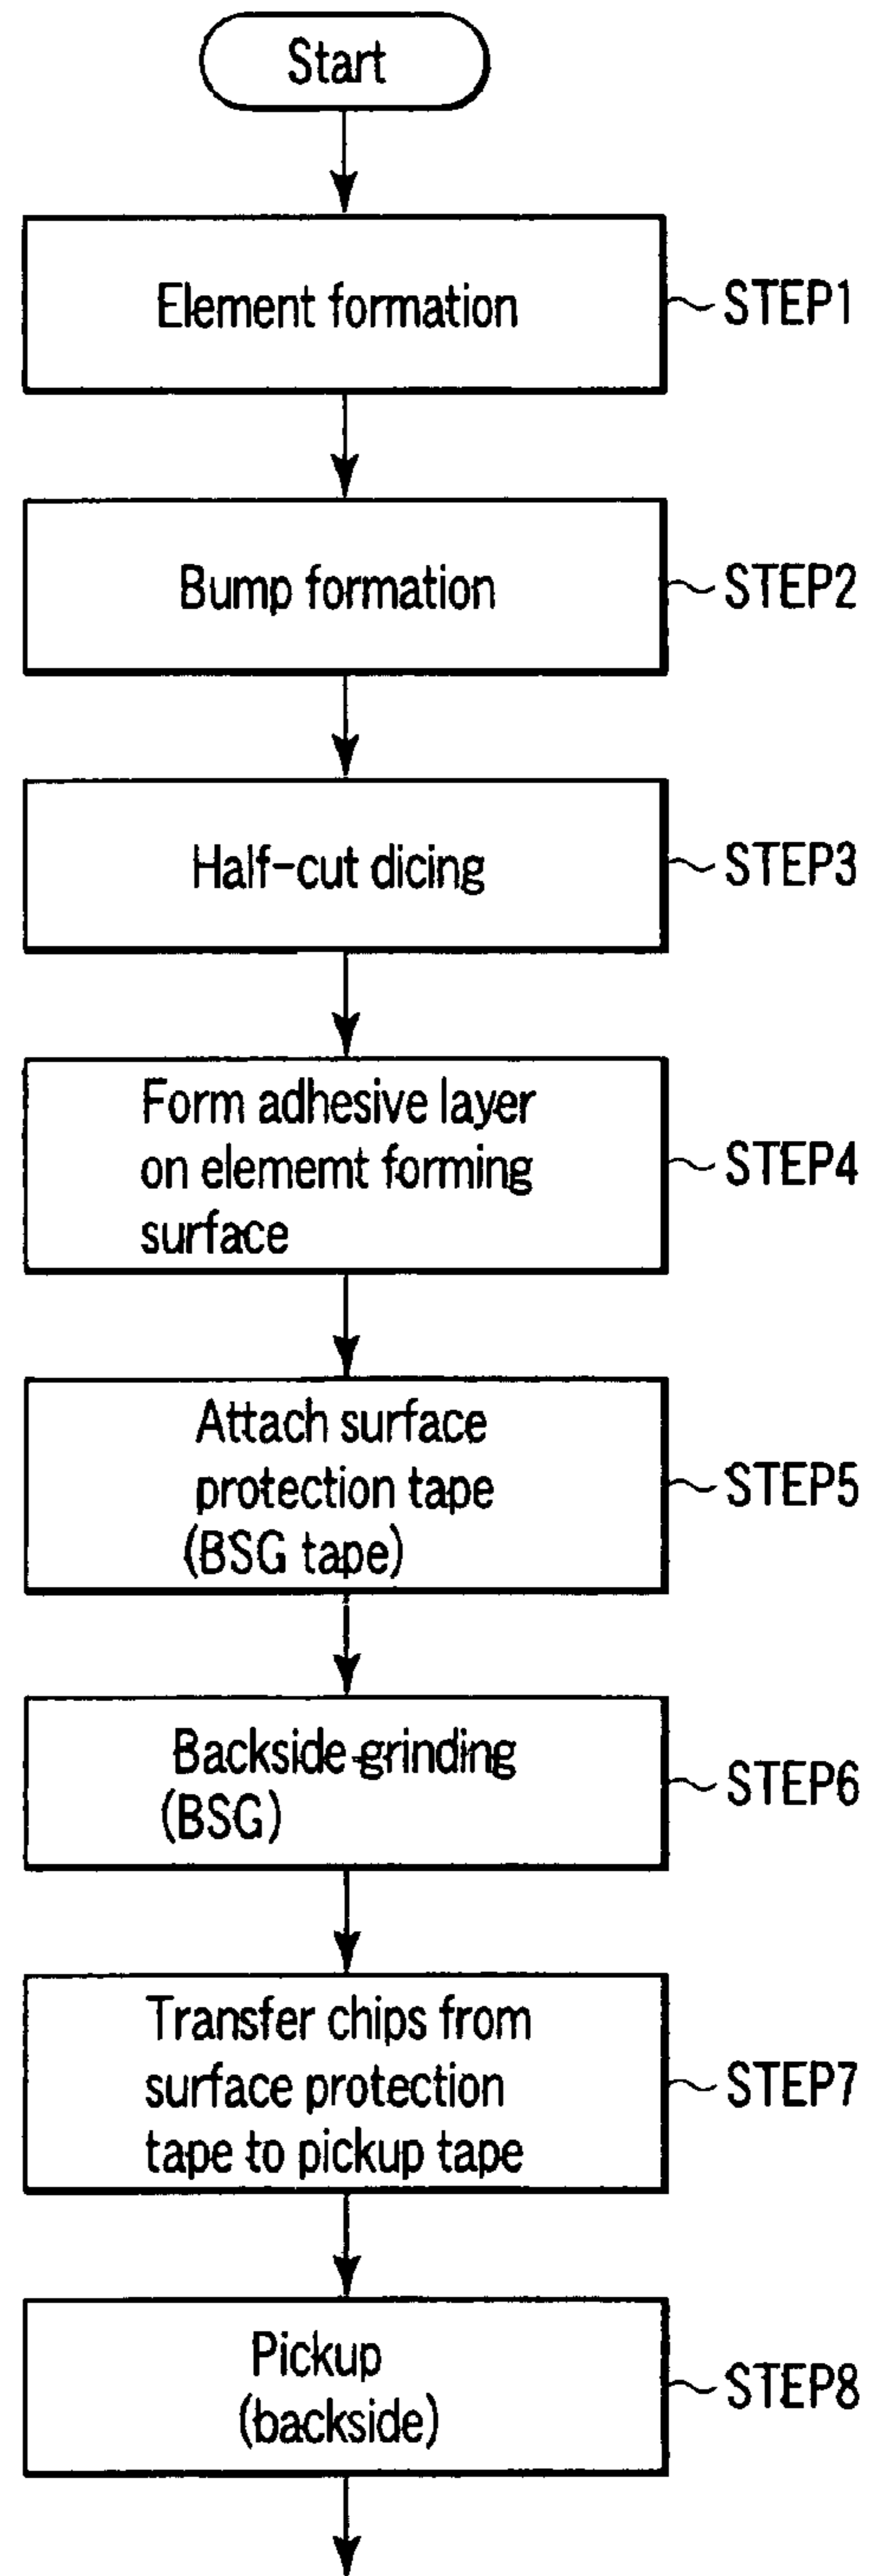 Start
Element formation
STEP1
Bump formation
STEP2
Half-cut dicing
STEP3
Form adhesive layer
on elememt forming
surface
STEP4
Attach surface
protection tape
(BSG tape)
STEP5
Backside-grinding
(BSG)
STEP6
Transfer chips from
surface protection
tape to pickup tape
STEP7
Pickup
(backside)
STEP8